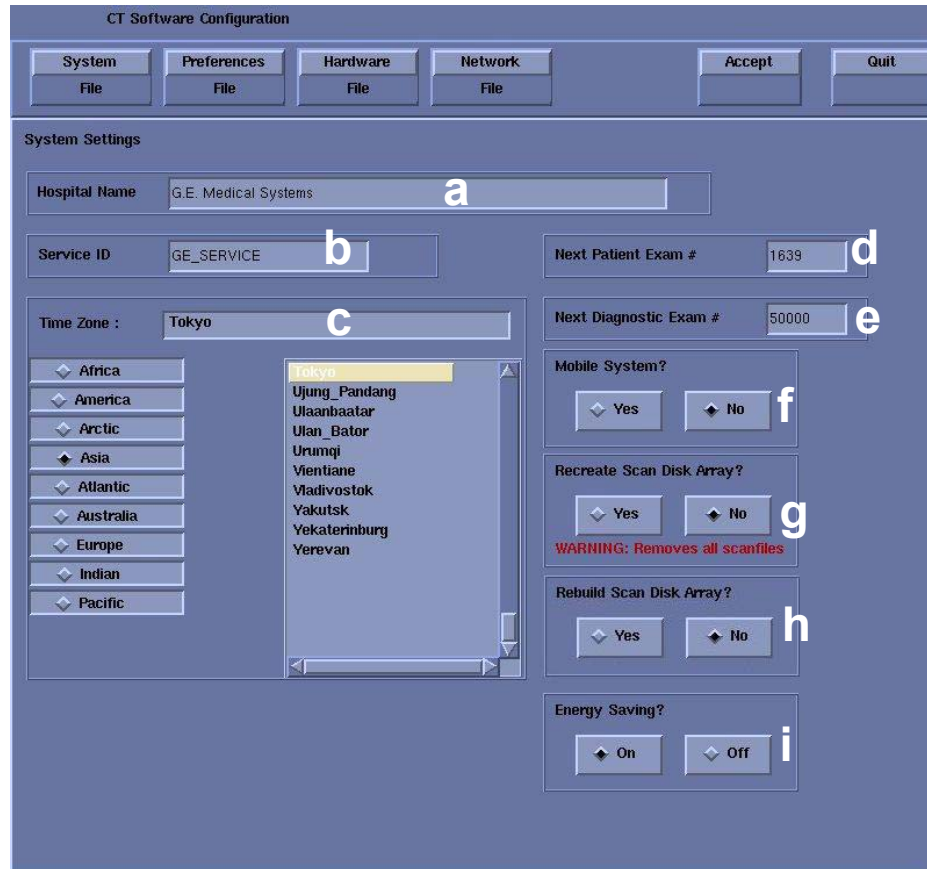 CT Software Configuration
System Preferences Hardware Network Accept Quit
File File File File
System Settings
Hospital Name G.E. Medical Systems a
Service ID GE_SERVICE b
Next Patient Exam # 1639 d
Time Zone : Tokyo c
Next Diagnostic Exam # 50000 e
Africa
America
Arctic
Asia
Atlantic
Australia
Europe
Indian
Pacific
Tokyo
Ujung_Pandang
Ulaanbaatar
Ulan_Bator
Urumqi
Vientiane
Vladivostok
Yakutsk
Yekaterinburg
Yerevan
Mobile System?
Yes No f
Recreate Scan Disk Array?
Yes No g
WARNING: Removes all scanfiles
Rebuild Scan Disk Array?
Yes No h
Energy Saving?
On Off i